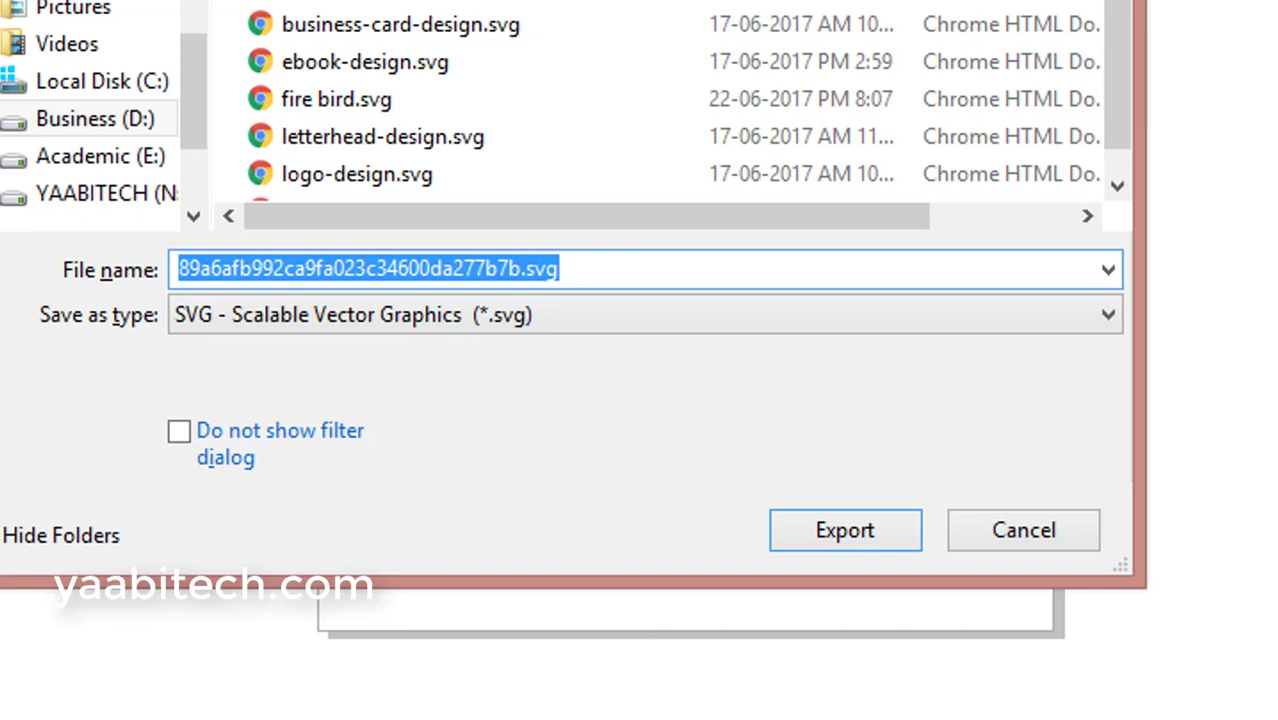 Pictures
Videos
Local Disk (C:)
Business (D:)
Academic (E:)
YAABITECH (N:
business-card-design.svg 17-06-2017 AM 10... Chrome HTML Do.
ebook-design.svg 17-06-2017 PM 2:59 Chrome HTML Do.
fire bird.svg 22-06-2017 PM 8:07 Chrome HTML Do.
letterhead-design.svg 17-06-2017 AM 11... Chrome HTML Do.
logo-design.svg 17-06-2017 AM 10... Chrome HTML Do.
File name: 89a6afb992ca9fa023c34600da277b7b.svg
Save as type: SVG - Scalable Vector Graphics (*.svg)
Do not show filter
dialog
Hide Folders
Export
Cancel
yaabitech.com